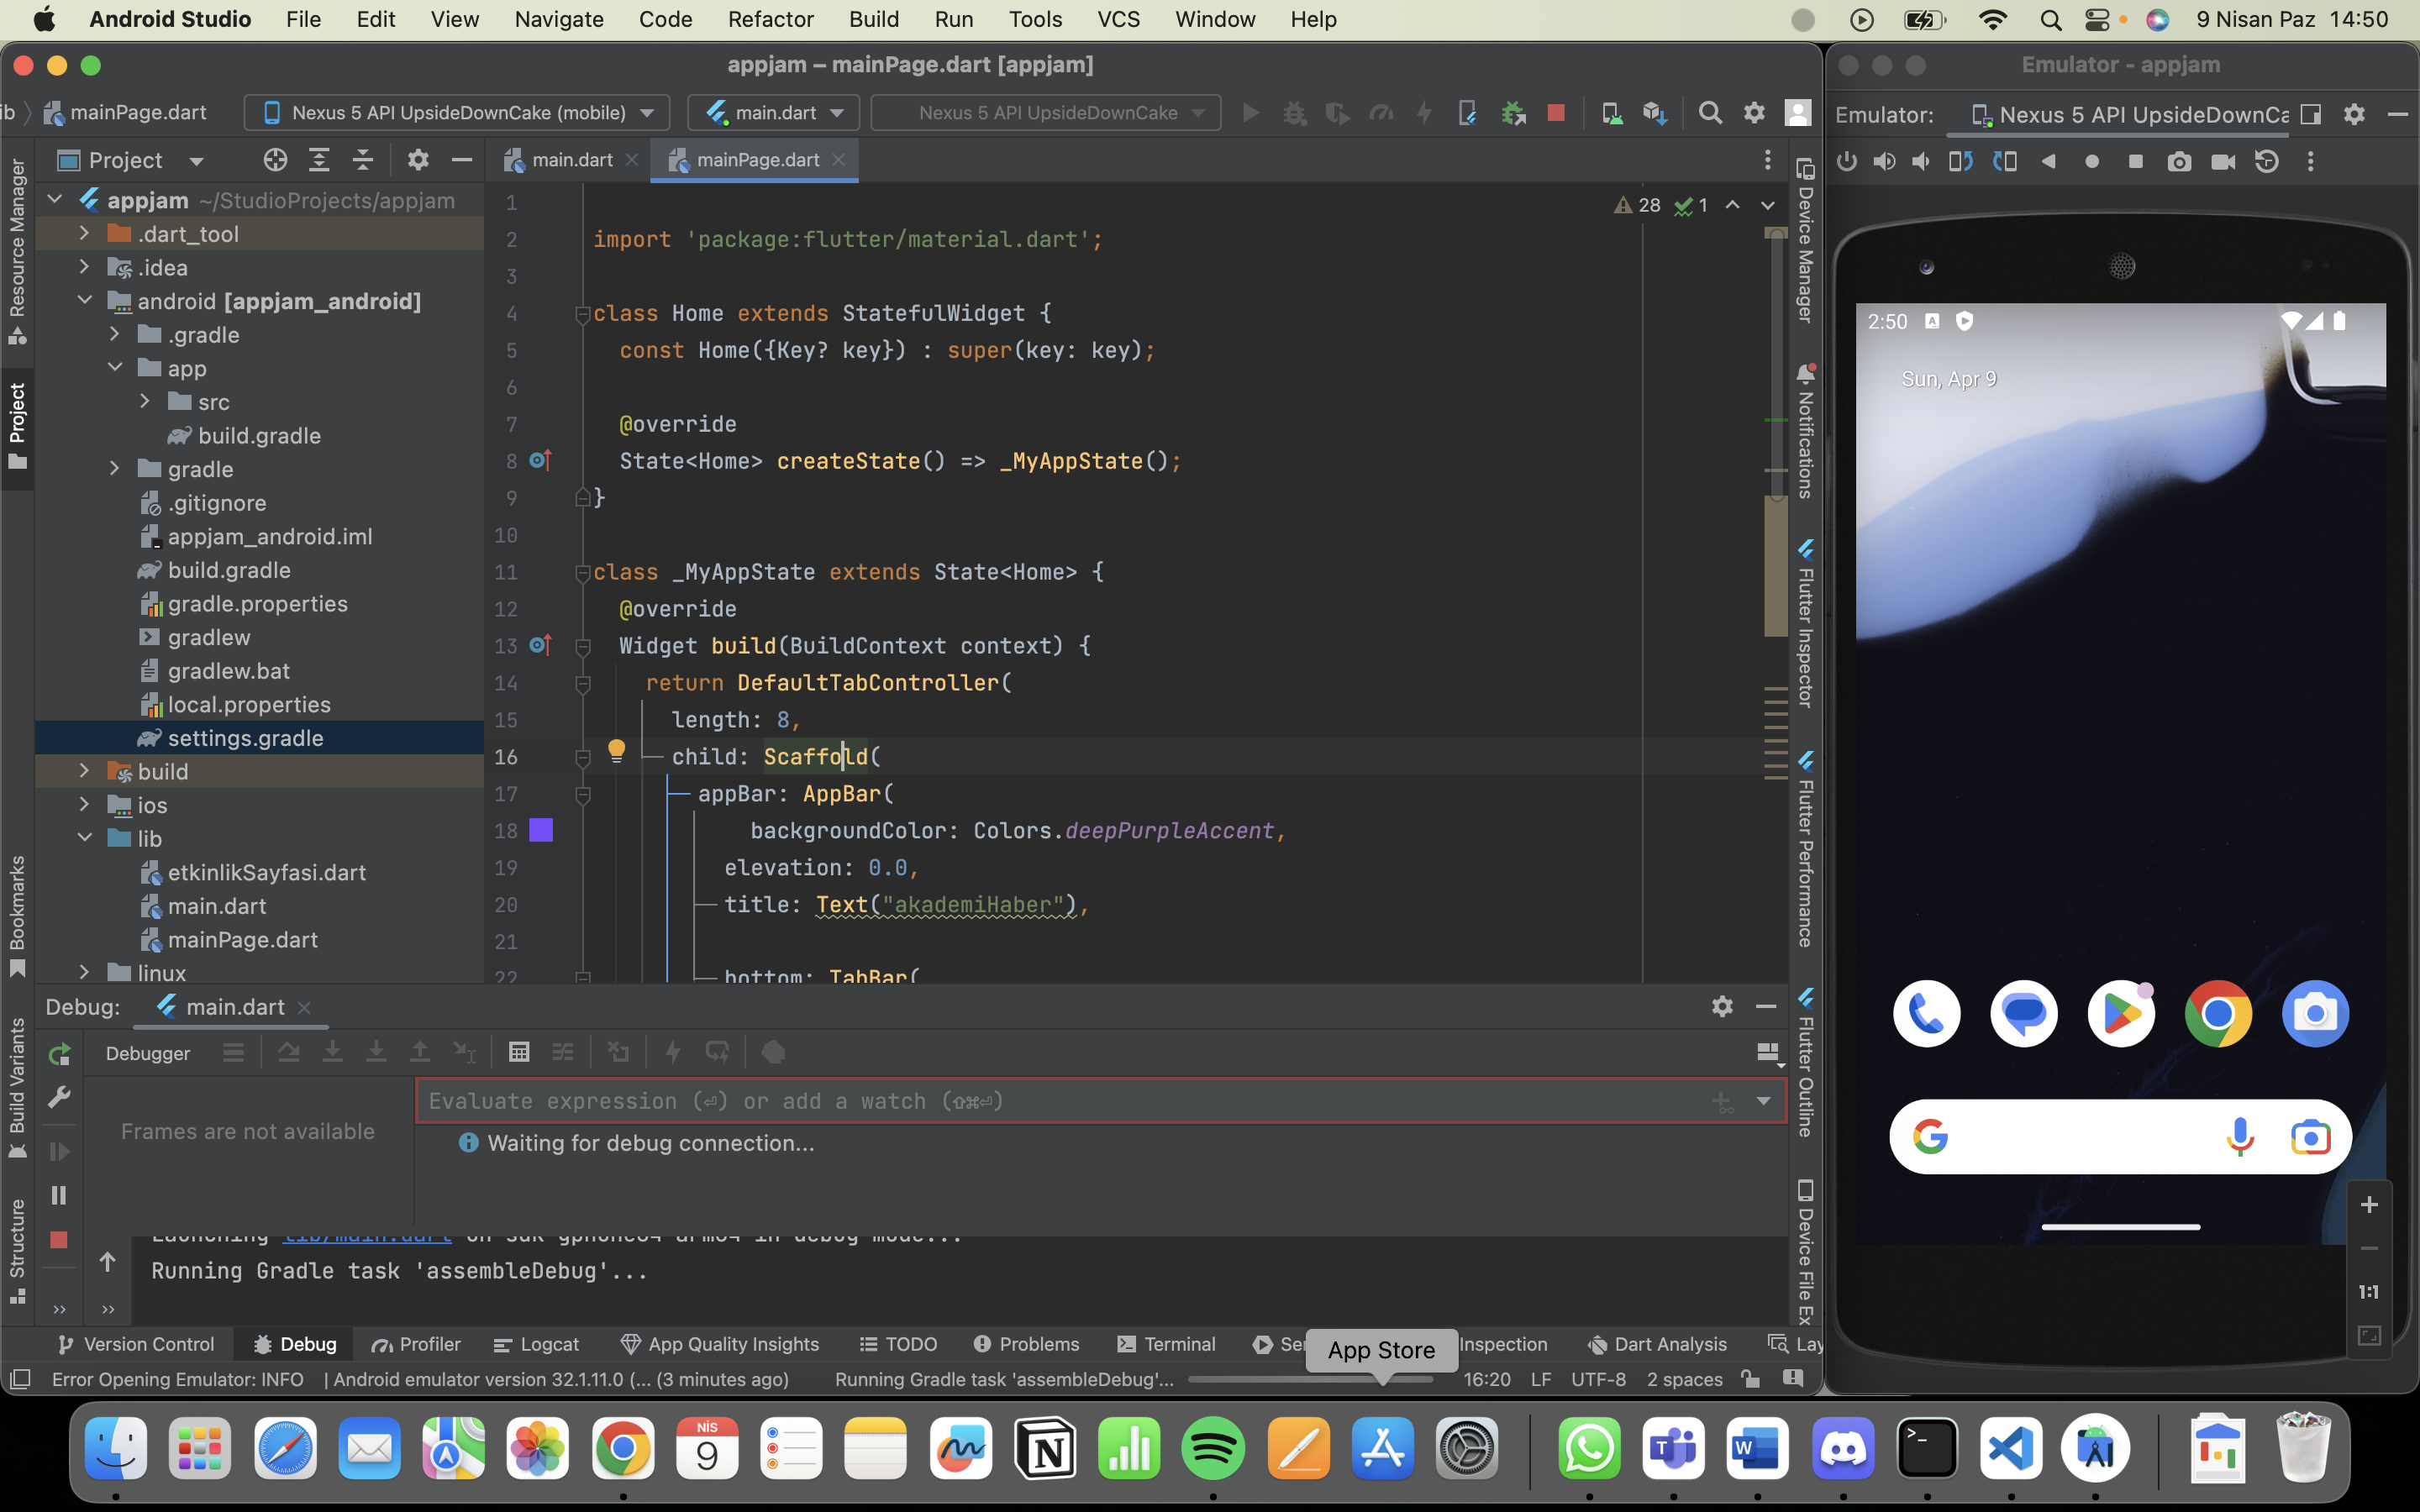 Android Studio File Edit View Navigate Code Refactor Build Run Tools VCS Window Help 9 Nisan Paz 14:50
appjam – mainPage.dart [appjam]
Emulator - appjam
ib mainPage.dart Nexus 5 API UpsideDownCake (mobile) main.dart Nexus 5 API UpsideDownCake
Emulator: Nexus 5 API UpsideDownCa
Project
main.dart mainPage.dart
Resource Manager
Project
Bookmarks
Build Variants
Structure
appjam ~/StudioProjects/appjam
.dart_tool
.idea
android [appjam_android]
.gradle
app
src
build.gradle
gradle
.gitignore
appjam_android.iml
build.gradle
gradle.properties
gradlew
gradlew.bat
local.properties
settings.gradle
build
ios
lib
etkinlikSayfasi.dart
main.dart
mainPage.dart
linux
28 1
1
2 import 'package:flutter/material.dart';
3
4 class Home extends StatefulWidget {
5 const Home({Key? key}) : super(key: key);
6
7 @override
8 State<Home> createState() => _MyAppState();
9 }
10
11 class _MyAppState extends State<Home> {
12 @override
13 Widget build(BuildContext context) {
14 return DefaultTabController(
15 length: 8,
16 child: Scaffold(
17 appBar: AppBar(
18 backgroundColor: Colors.deepPurpleAccent,
19 elevation: 0.0,
20 title: Text("akademiHaber"),
21
22 bottom: TabBar(
Device Manager
Notifications
Flutter Inspector
Flutter Performance
Flutter Outline
Device File Ex
2:50
Sun, Apr 9
1:1
Debug: main.dart
Debugger
Evaluate expression (⏎) or add a watch (⇧⌘⏎)
Frames are not available
Waiting for debug connection...
Launching lib/main.dart on sdk gphone64 arm64 in debug mode...
Running Gradle task 'assembleDebug'...
Version Control Debug Profiler Logcat App Quality Insights TODO Problems Terminal Se Inspection Dart Analysis Lay
App Store
Error Opening Emulator: INFO | Android emulator version 32.1.11.0 (... (3 minutes ago) Running Gradle task 'assembleDebug'... 16:20 LF UTF-8 2 spaces
NİS
9